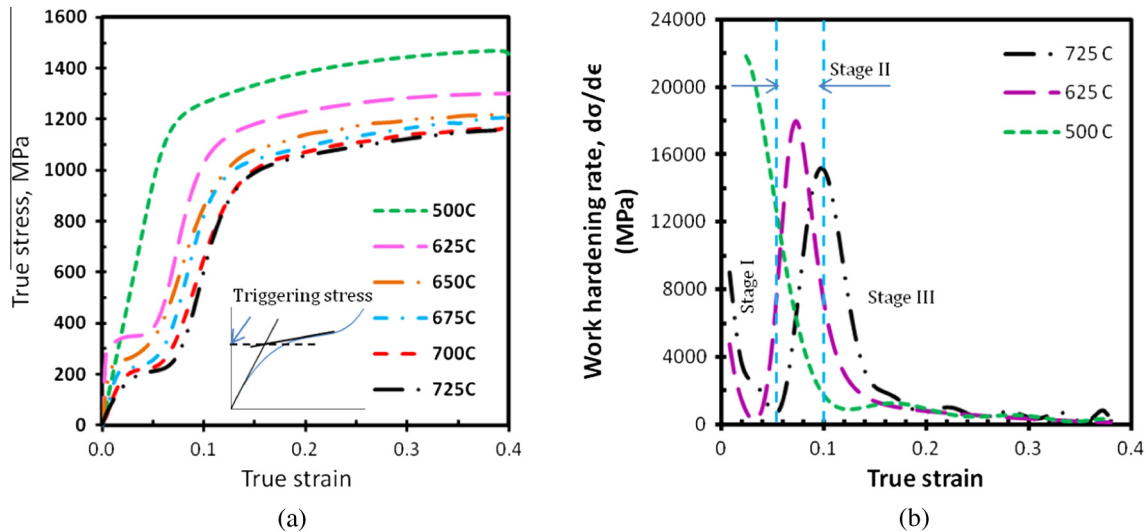 1600
1400
1200
1000
800
600
400
200
0
0.0 0.1 0.2 0.3 0.4
True stress, MPa
True strain
500C
625C
650C
675C
700C
725C
Triggering stress
(a)
24000
20000
16000
12000
8000
4000
0
0 0.1 0.2 0.3 0.4
Work hardening rate, dσ/dϵ
(MPa)
True strain
Stage I
Stage II
Stage III
725 C
625 C
500 C
(b)